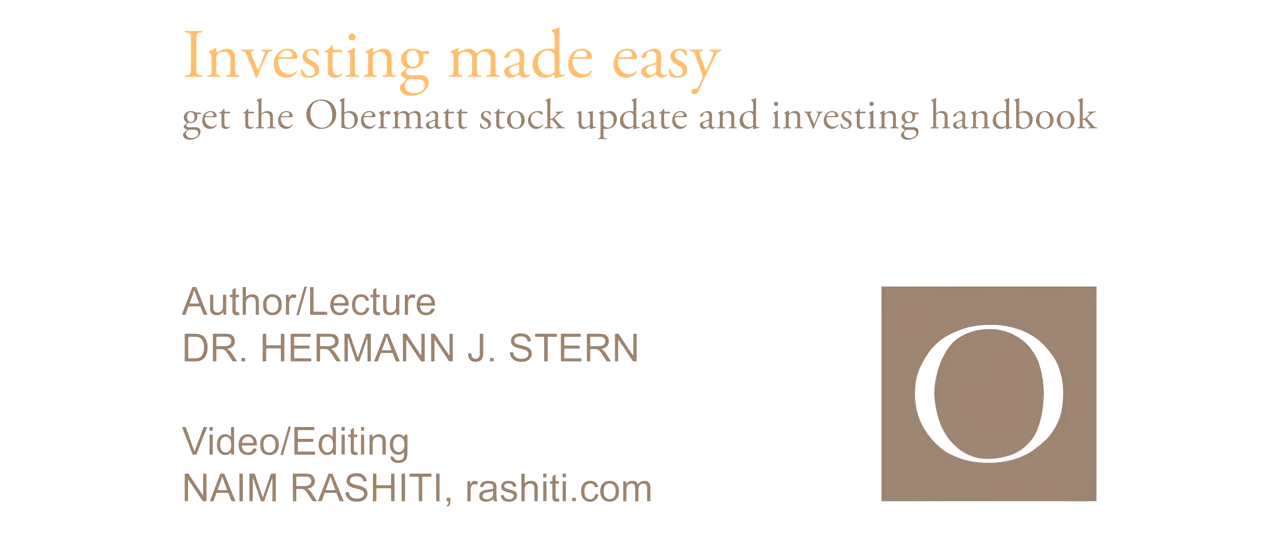 Investing made easy
get the Obermatt stock update and investing handbook
Author/Lecture
DR. HERMANN J. STERN
Video/Editing
NAIM RASHITI, rashiti.com
O